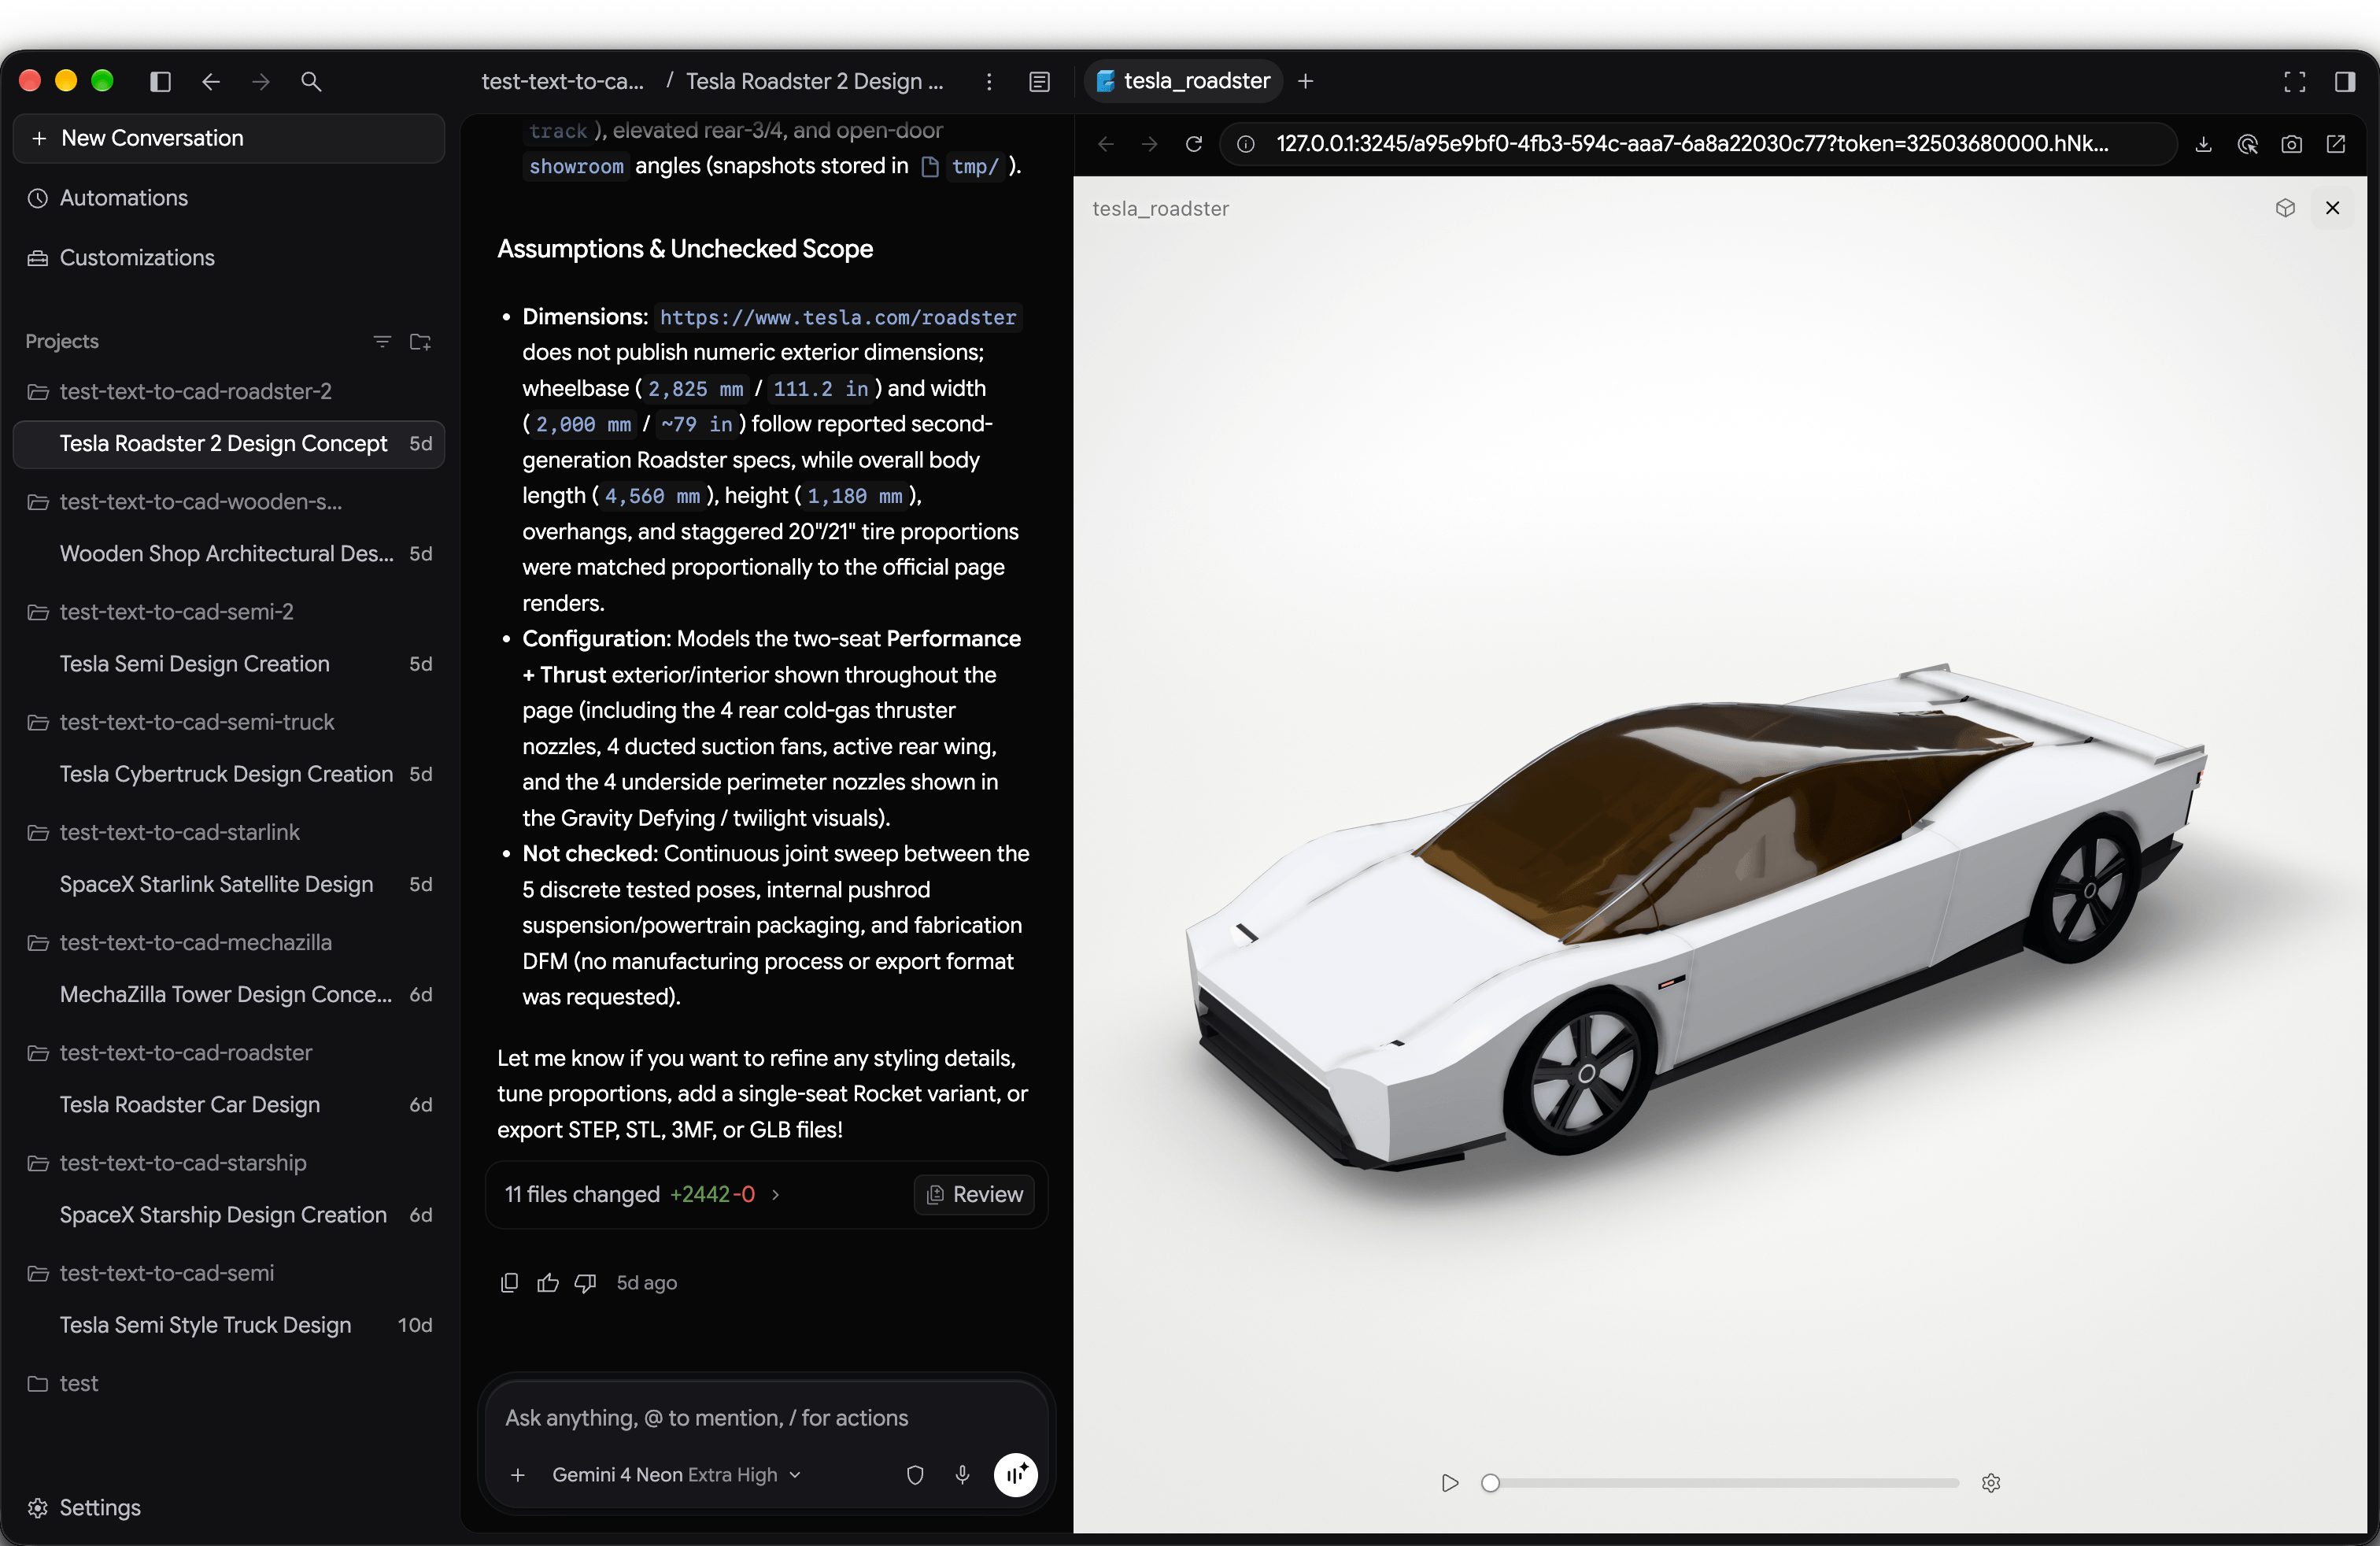 test-text-to-ca... / Tesla Roadster 2 Design ...
tesla_roadster
New Conversation
Automations
Customizations
Projects
test-text-to-cad-roadster-2
Tesla Roadster 2 Design Concept 5d
test-text-to-cad-wooden-s...
Wooden Shop Architectural Des... 5d
test-text-to-cad-semi-2
Tesla Semi Design Creation 5d
test-text-to-cad-semi-truck
Tesla Cybertruck Design Creation 5d
test-text-to-cad-starlink
SpaceX Starlink Satellite Design 5d
test-text-to-cad-mechazilla
MechaZilla Tower Design Conce... 6d
test-text-to-cad-roadster
Tesla Roadster Car Design 6d
test-text-to-cad-starship
SpaceX Starship Design Creation 6d
test-text-to-cad-semi
Tesla Semi Style Truck Design 10d
test
Settings
track ), elevated rear-3/4, and open-door
showroom angles (snapshots stored in tmp/ ).
Assumptions & Unchecked Scope
• Dimensions: https://www.tesla.com/roadster
does not publish numeric exterior dimensions;
wheelbase ( 2,825 mm / 111.2 in ) and width
( 2,000 mm / ~79 in ) follow reported second-
generation Roadster specs, while overall body
length ( 4,560 mm ), height ( 1,180 mm ),
overhangs, and staggered 20"/21" tire proportions
were matched proportionally to the official page
renders.
• Configuration: Models the two-seat Performance
+ Thrust exterior/interior shown throughout the
page (including the 4 rear cold-gas thruster
nozzles, 4 ducted suction fans, active rear wing,
and the 4 underside perimeter nozzles shown in
the Gravity Defying / twilight visuals).
• Not checked: Continuous joint sweep between the
5 discrete tested poses, internal pushrod
suspension/powertrain packaging, and fabrication
DFM (no manufacturing process or export format
was requested).
Let me know if you want to refine any styling details,
tune proportions, add a single-seat Rocket variant, or
export STEP, STL, 3MF, or GLB files!
11 files changed +2442 -0
Review
5d ago
Ask anything, @ to mention, / for actions
Gemini 4 Neon Extra High
127.0.0.1:3245/a95e9bf0-4fb3-594c-aaa7-6a8a22030c77?token=32503680000.hNk...
tesla_roadster